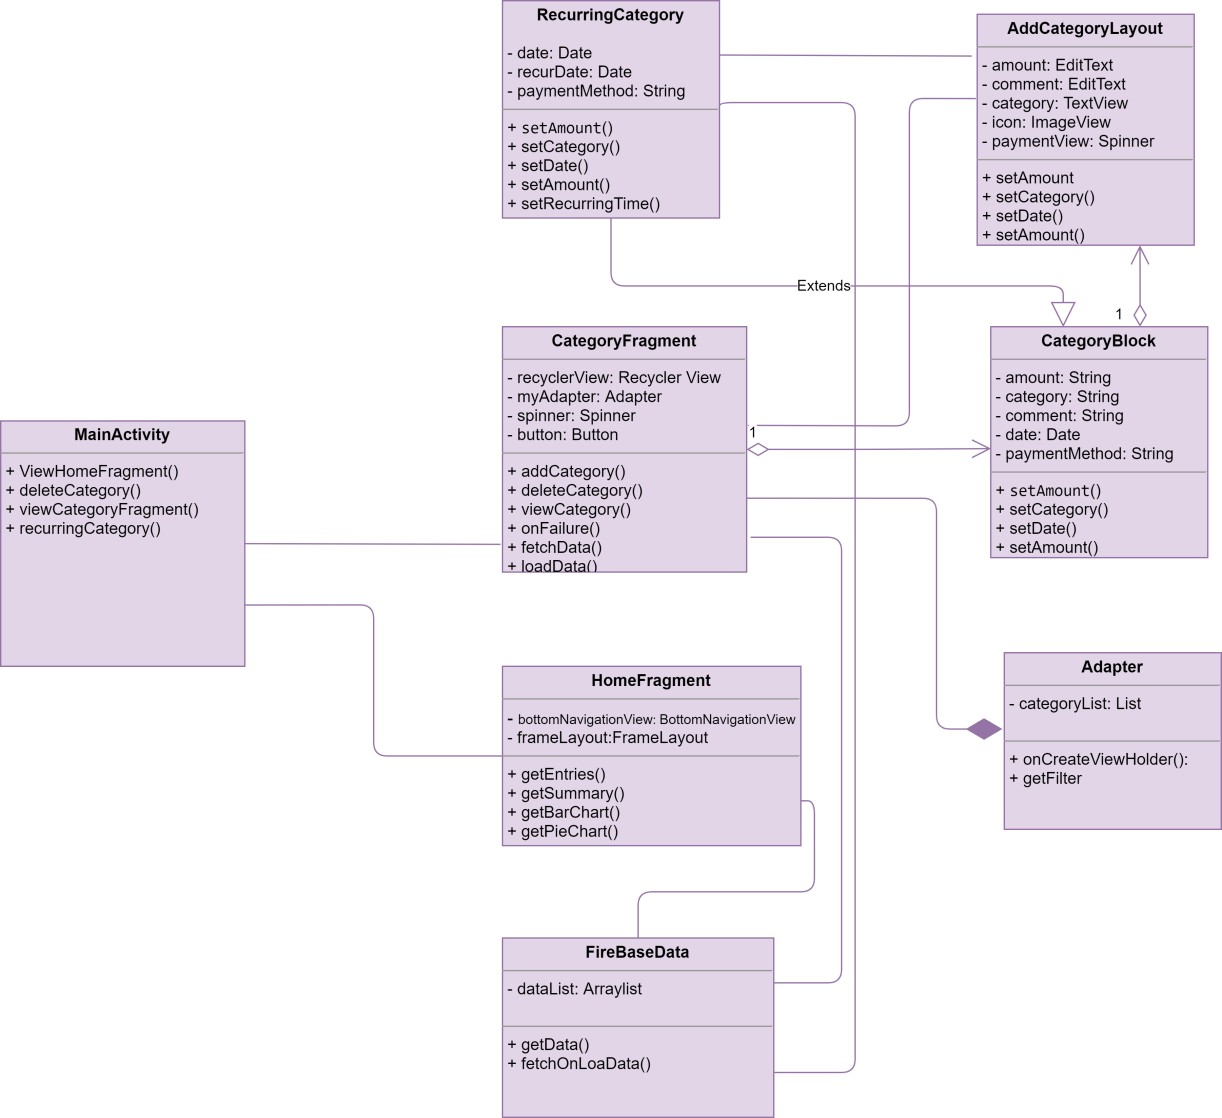 RecurringCategory
- date: Date
- recurDate: Date
- paymentMethod: String
+ setAmount()
+ setCategory()
+ setDate()
+ setAmount()
+ setRecurringTime()
AddCategoryLayout
- amount: EditText
- comment: EditText
- category: TextView
- icon: ImageView
- paymentView: Spinner
+ setAmount
+ setCategory()
+ setDate()
+ setAmount()
Extends
1
CategoryFragment
- recyclerView: Recycler View
- myAdapter: Adapter
- spinner: Spinner
- button: Button
+ addCategory()
+ deleteCategory()
+ viewCategory()
+ onFailure()
+ fetchData()
+ loadData()
1
CategoryBlock
- amount: String
- category: String
- comment: String
- date: Date
- paymentMethod: String
+ setAmount()
+ setCategory()
+ setDate()
+ setAmount()
MainActivity
+ ViewHomeFragment()
+ deleteCategory()
+ viewCategoryFragment()
+ recurringCategory()
HomeFragment
- bottomNavigationView: BottomNavigationView
- frameLayout:FrameLayout
+ getEntries()
+ getSummary()
+ getBarChart()
+ getPieChart()
Adapter
- categoryList: List
+ onCreateViewHolder():
+ getFilter
FireBaseData
- dataList: Arraylist
+ getData()
+ fetchOnLoaData()